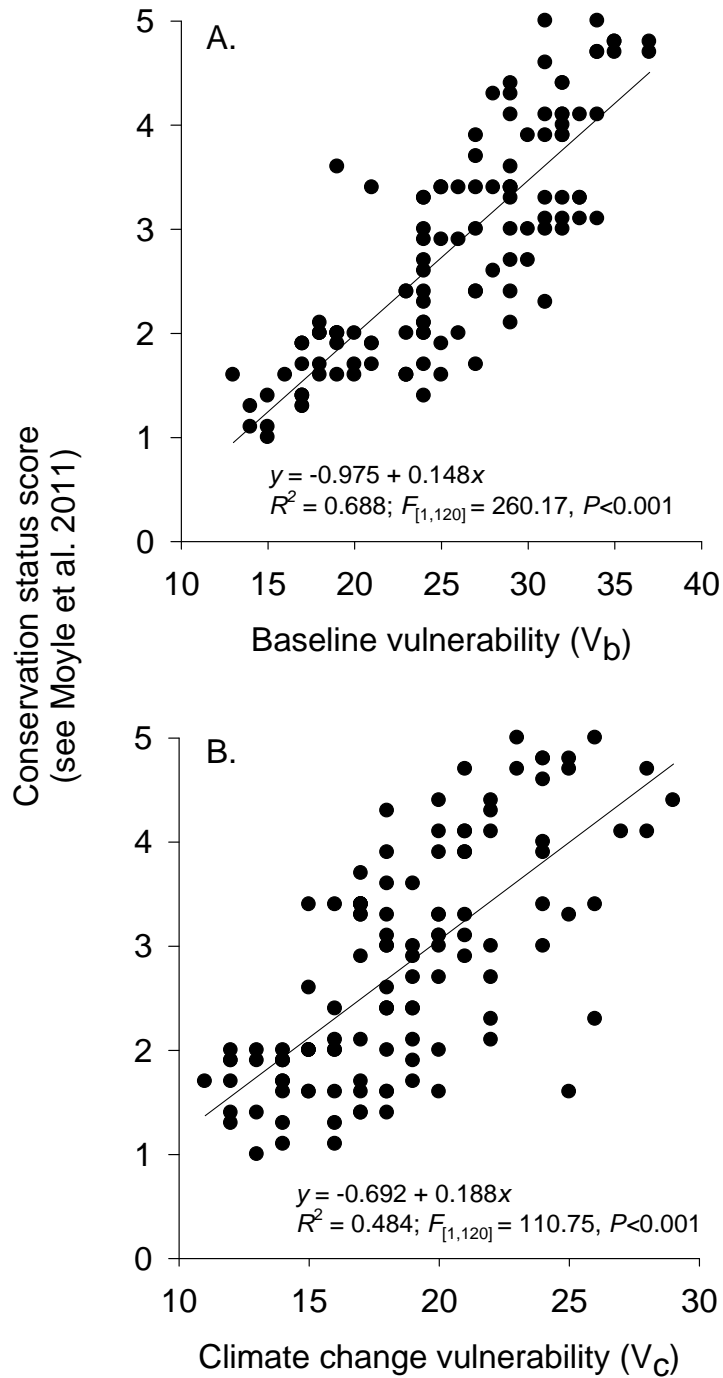 Conservation status score
(see Moyle et al. 2011)
A.
5
4
3
2
1
0
y = -0.975 + 0.148x
R² = 0.688; F[1,120] = 260.17, P<0.001
10 15 20 25 30 35 40
Baseline vulnerability (Vb)
B.
5
4
3
2
1
0
y = -0.692 + 0.188x
R² = 0.484; F[1,120] = 110.75, P<0.001
10 15 20 25 30
Climate change vulnerability (Vc)